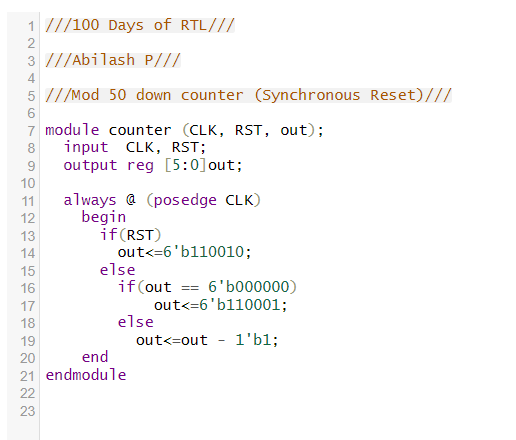 1 ///100 Days of RTL///
2
3 ///Abilash P///
4
5 ///Mod 50 down counter (Synchronous Reset)///
6
7 module counter (CLK, RST, out);
8 input CLK, RST;
9 output reg [5:0]out;
10
11 always @ (posedge CLK)
12 begin
13 if(RST)
14 out<=6'b110010;
15 else
16 if(out == 6'b000000)
17 out<=6'b110001;
18 else
19 out<=out - 1'b1;
20 end
21 endmodule
22
23